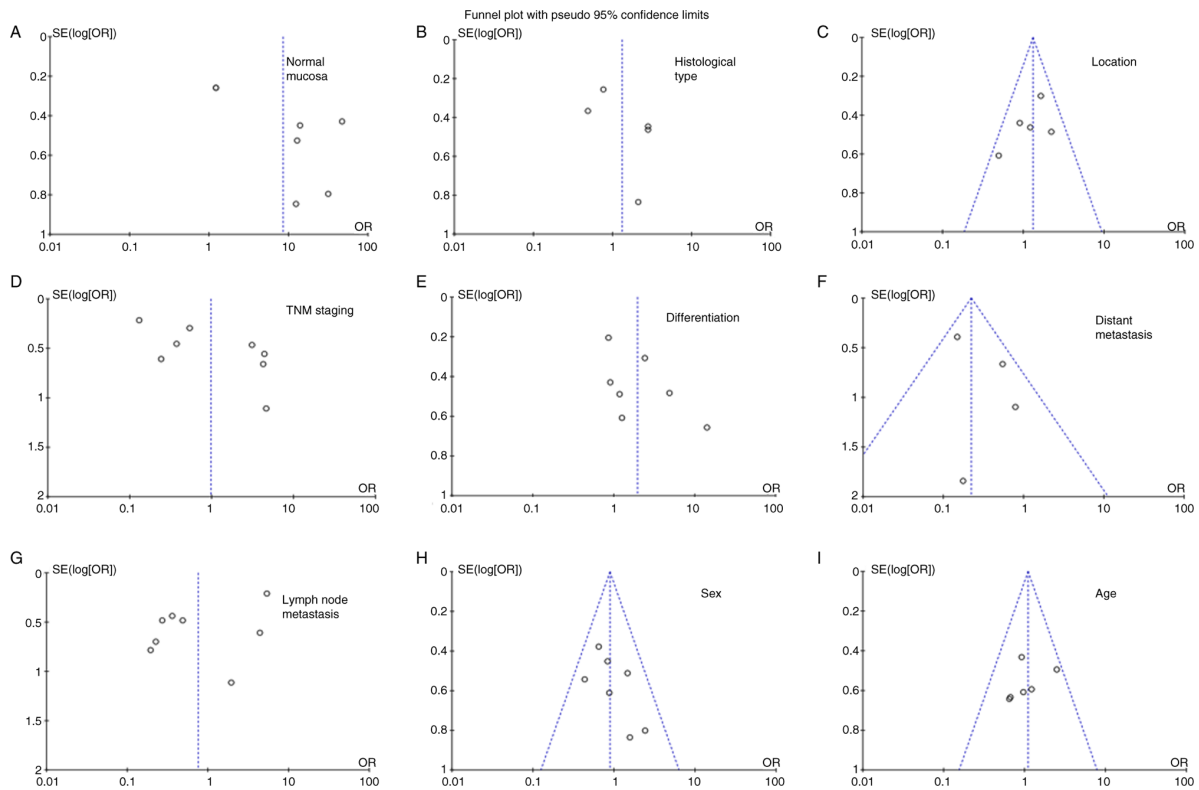 Funnel plot with pseudo 95% confidence limits
A
SE(log[OR])
Normal
mucosa
0
0.2
0.4
0.6
0.8
1
OR
0.01 0.1 1 10 100
B
SE(log[OR])
Histological
type
0
0.2
0.4
0.6
0.8
1
OR
0.01 0.1 1 10 100
C
SE(log[OR])
Location
0
0.2
0.4
0.6
0.8
1
OR
0.01 0.1 1 10 100
D
SE(log[OR])
TNM staging
0
0.5
1
1.5
2
OR
0.01 0.1 1 10 100
E
SE(log[OR])
Differentiation
0
0.2
0.4
0.6
0.8
1
OR
0.01 0.1 1 10 100
F
SE(log[OR])
Distant
metastasis
0
0.5
1
1.5
2
OR
0.01 0.1 1 10 100
G
SE(log[OR])
Lymph node
metastasis
0
0.5
1
1.5
2
OR
0.01 0.1 1 10 100
H
SE(log[OR])
Sex
0
0.2
0.4
0.6
0.8
1
OR
0.01 0.1 1 10 100
I
SE(log[OR])
Age
0
0.2
0.4
0.6
0.8
1
OR
0.01 0.1 1 10 100